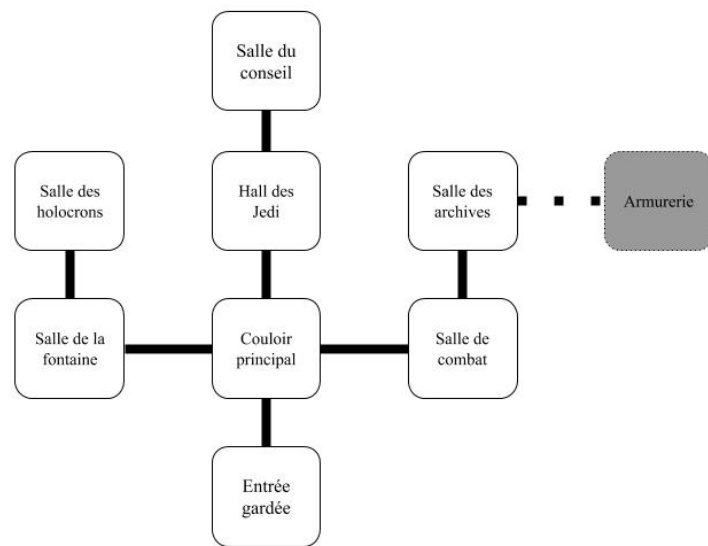 Salle du
conseil
Salle des
holocrons
Hall des
Jedi
Salle des
archives
Armurerie
Salle de la
fontaine
Couloir
principal
Salle de
combat
Entrée
gardée